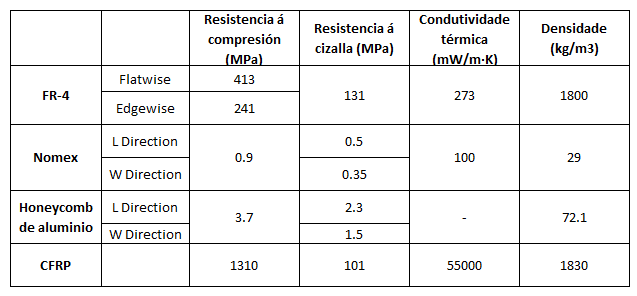 Resistencia á compresión (MPa) Resistencia á cizalla (MPa) Condutividade térmica (mW/m·K) Densidade (kg/m3)
FR-4 Flatwise 413 131 273 1800
Edgewise 241
Nomex L Direction 0.9 0.5 100 29
W Direction 0.35
Honeycomb de aluminio L Direction 3.7 2.3 - 72.1
W Direction 1.5
CFRP 1310 101 55000 1830